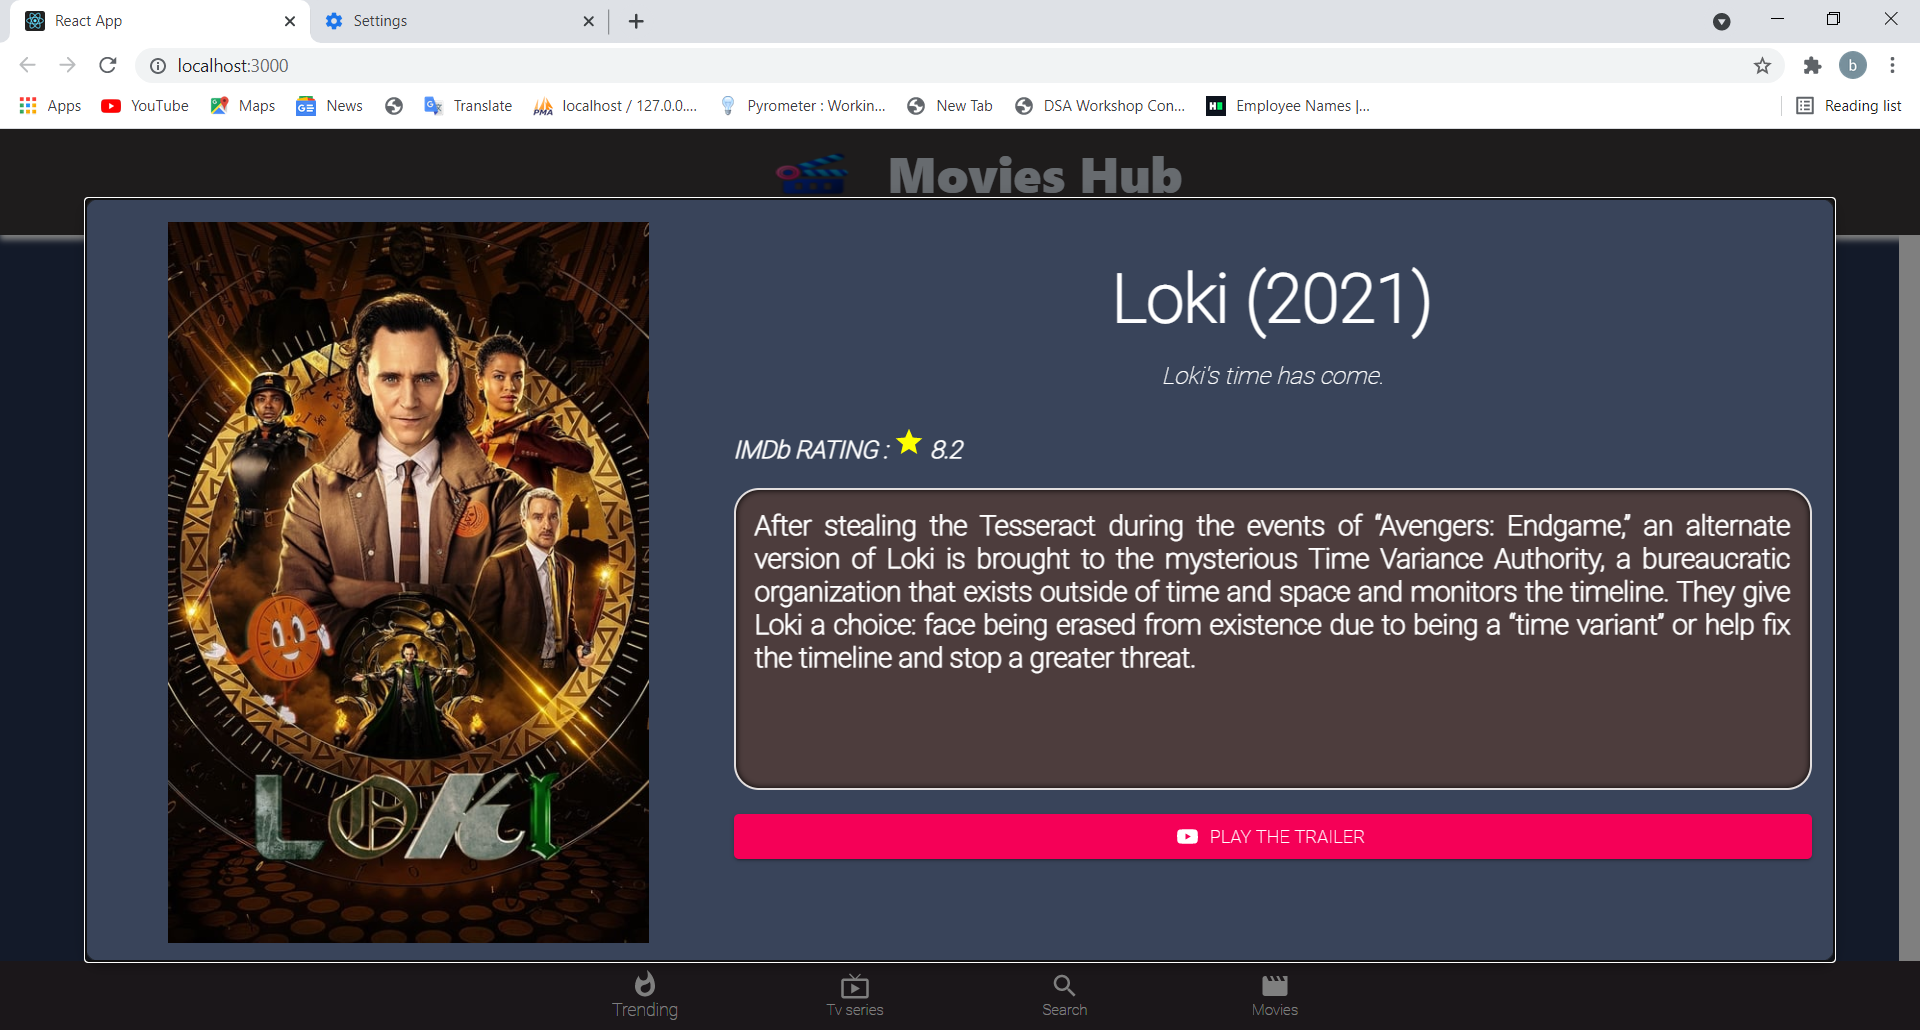 React App
Settings
localhost:3000
b
Apps
YouTube
Maps
News
Translate
localhost / 127.0.0....
Pyrometer : Workin...
New Tab
DSA Workshop Con...
Employee Names |...
Reading list
Movies Hub
LOKI
Loki (2021)
Loki's time has come.
IMDb RATING : 8.2
After stealing the Tesseract during the events of “Avengers: Endgame,” an alternate
version of Loki is brought to the mysterious Time Variance Authority, a bureaucratic
organization that exists outside of time and space and monitors the timeline. They give
Loki a choice: face being erased from existence due to being a “time variant” or help fix
the timeline and stop a greater threat.
PLAY THE TRAILER
Trending
Tv series
Search
Movies